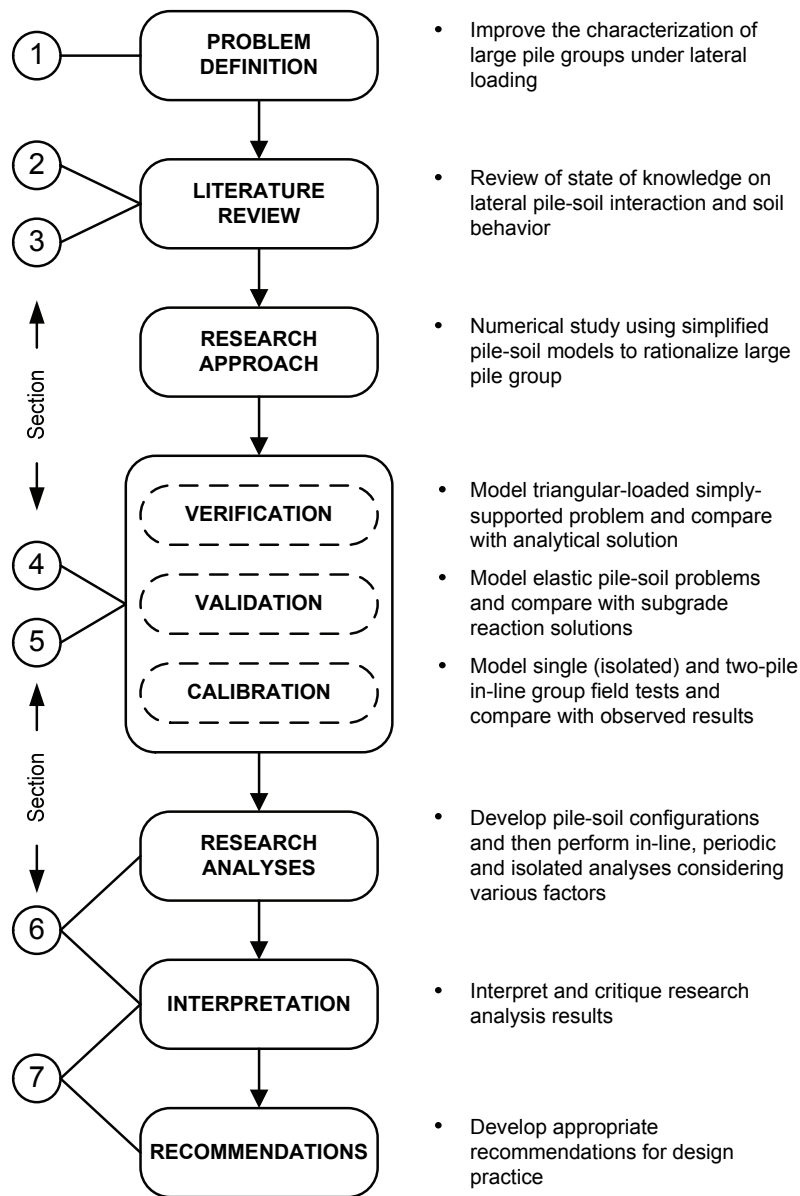 1
PROBLEM
DEFINITION
• Improve the characterization of
large pile groups under lateral
loading
2
3
LITERATURE
REVIEW
• Review of state of knowledge on
lateral pile-soil interaction and soil
behavior
RESEARCH
APPROACH
• Numerical study using simplified
pile-soil models to rationalize large
pile group
Section
4
5
VERIFICATION
VALIDATION
CALIBRATION
• Model triangular-loaded simply-
supported problem and compare
with analytical solution
• Model elastic pile-soil problems
and compare with subgrade
reaction solutions
• Model single (isolated) and two-pile
in-line group field tests and
compare with observed results
Section
RESEARCH
ANALYSES
• Develop pile-soil configurations
and then perform in-line, periodic
and isolated analyses considering
various factors
6
INTERPRETATION
• Interpret and critique research
analysis results
7
RECOMMENDATIONS
• Develop appropriate
recommendations for design
practice